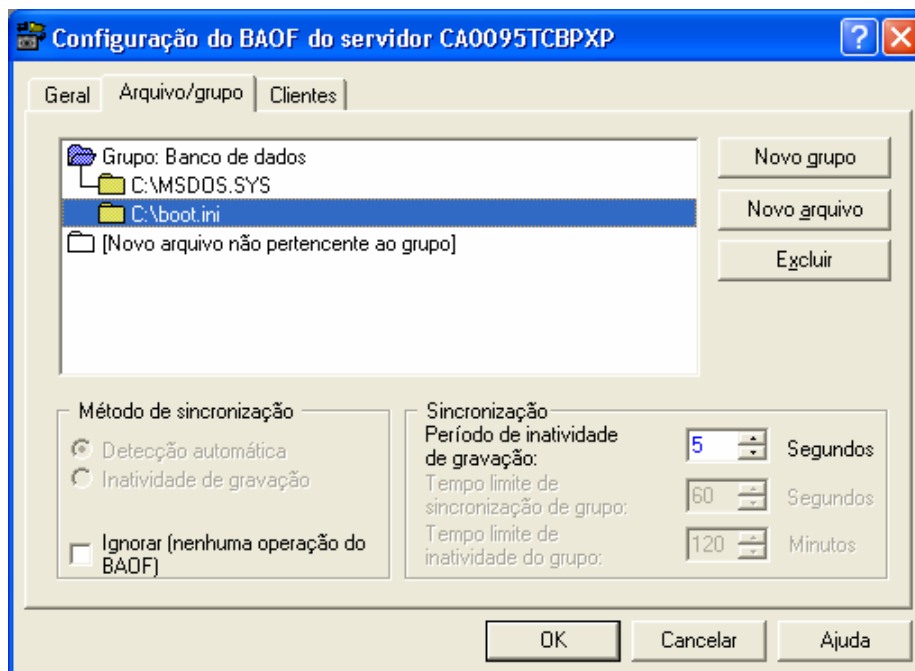 Configuração do BAOF do servidor CA0095TCBPXP
Geral
Arquivo/grupo
Clientes
Grupo: Banco de dados
C:\MSDOS.SYS
C:\boot.ini
[Novo arquivo não pertencente ao grupo]
Novo grupo
Novo arquivo
Excluir
Método de sincronização
Detecção automática
Inatividade de gravação
Ignorar (nenhuma operação do
BAOF)
Sincronização
Período de inatividade
de gravação:
5
Segundos
Tempo limite de
sincronização de grupo:
60
Segundos
Tempo limite de
inatividade do grupo:
120
Minutos
OK
Cancelar
Ajuda